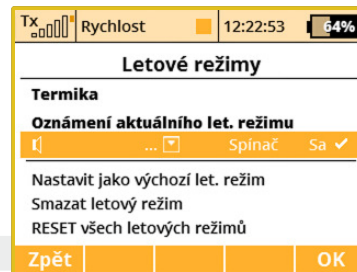 Tx Rychlost 12:22:53 64%
Letové režimy
Termika
Oznámení aktuálního let. režimu
... Spínač Sa
Nastavit jako výchozí let. režim
Smazat letový režim
RESET všech letových režimů
Zpět OK